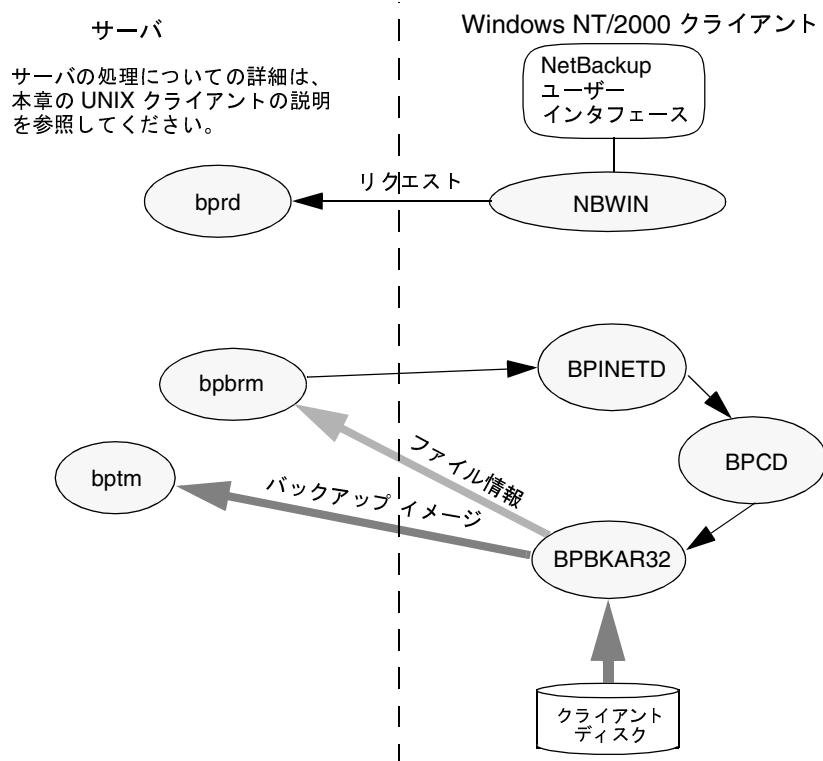 サーバ
Windows NT/2000 クライアント
サーバの処理についての詳細は、
本章の UNIX クライアントの説明
を参照してください。
NetBackup
ユーザー
インタフェース
リクエスト
bprd
NBWIN
bpbrm
BPINETD
BPCD
bptm
ファイル情報
バックアップ イメージ
BPBKAR32
クライアント
ディスク